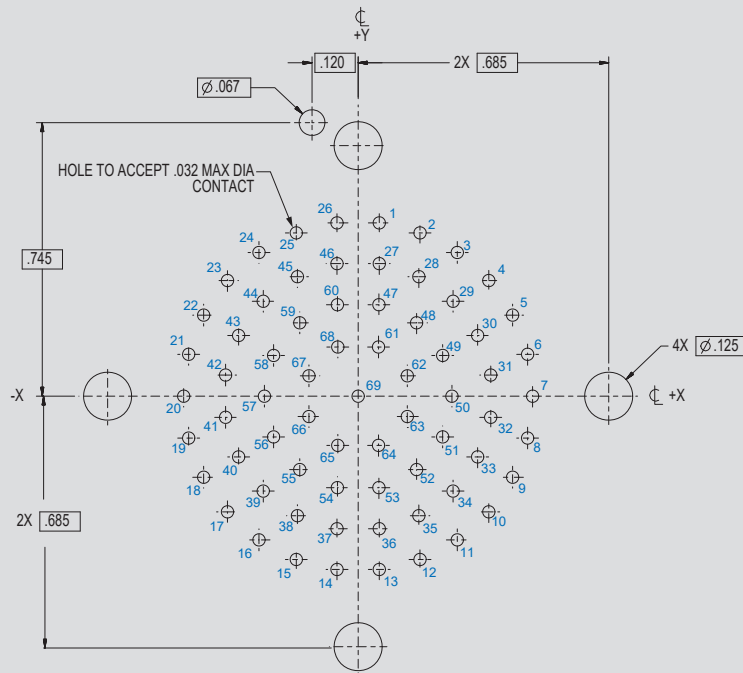 ℄
+Y
.120
2X .685
Ø .067
HOLE TO ACCEPT .032 MAX DIA
CONTACT
26 1
25 2
24 3
46 27
23 45 28 4
44 29
22 60 47 5
59 48
43 30
21 68 61 6
58 49
42 67 62 31
.745
4X Ø .125
-X
20 57 69 50 7
℄ +X
41 66 63 32
19 56 51 8
65 64
40 33
18 55 52 9
54 53
39 34
17 38 35 10
37 36
16 11
15 12
14 13
2X .685